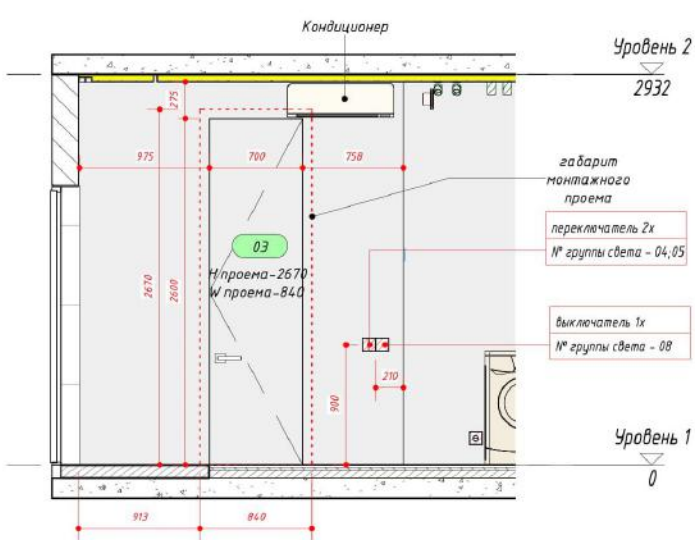 Кондиционер
Уровень 2
2932
275
975
700
758
габарит
монтажного
проема
переключатель 2х
№ группы света - 04;05
03
H проема-2670
W проема-840
2670
2600
выключатель 1х
№ группы света - 08
210
900
Уровень 1
0
913
840